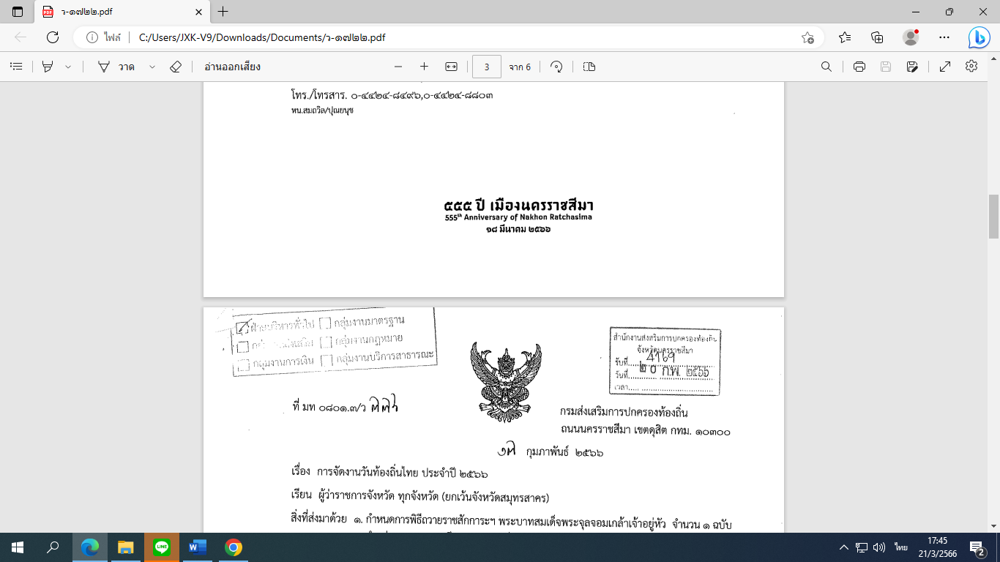 ว-๑๗๒๒.pdf
ไฟล์
C:/Users/JXK-V9/Downloads/Documents/ว-๑๗๒๒.pdf
วาด
อ่านออกเสียง
3
จาก 6
โทร./โทรสาร. ๐-๔๔๒๔-๘๔๙๖,๐-๔๔๒๔-๘๘๐๓
หน.สมถวิล/ปุณยนุช
๕๕๕ ปี เมืองนครราชสีมา
555th Anniversary of Nakhon Ratchasima
๑๘ มีนาคม ๒๕๖๖
ฝ่ายบริหารทั่วไป กลุ่มงานมาตรฐาน
กลุ่มงานกฎหมาย
กลุ่มงานการเงิน กลุ่มงานบริการสาธารณะ
สำนักงานส่งเสริมการปกครองท้องถิ่น
จังหวัดนครราชสีมา
รับที่ 4169
วันที่ ๒๐ ก.พ. ๒๕๖๖
เวลา
ที่ มท ๐๘๐๑.๓/ว
กรมส่งเสริมการปกครองท้องถิ่น
ถนนนครราชสีมา เขตดุสิต กทม. ๑๐๓๐๐
๑๗ กุมภาพันธ์ ๒๕๖๖
เรื่อง การจัดงานวันท้องถิ่นไทย ประจำปี ๒๕๖๖
เรียน ผู้ว่าราชการจังหวัด ทุกจังหวัด (ยกเว้นจังหวัดสมุทรสาคร)
สิ่งที่ส่งมาด้วย ๑. กำหนดการพิธีถวายราชสักการะฯ พระบาทสมเด็จพระจุลจอมเกล้าเจ้าอยู่หัว จำนวน ๑ ฉบับ
ไทย
17:45
21/3/2566
2